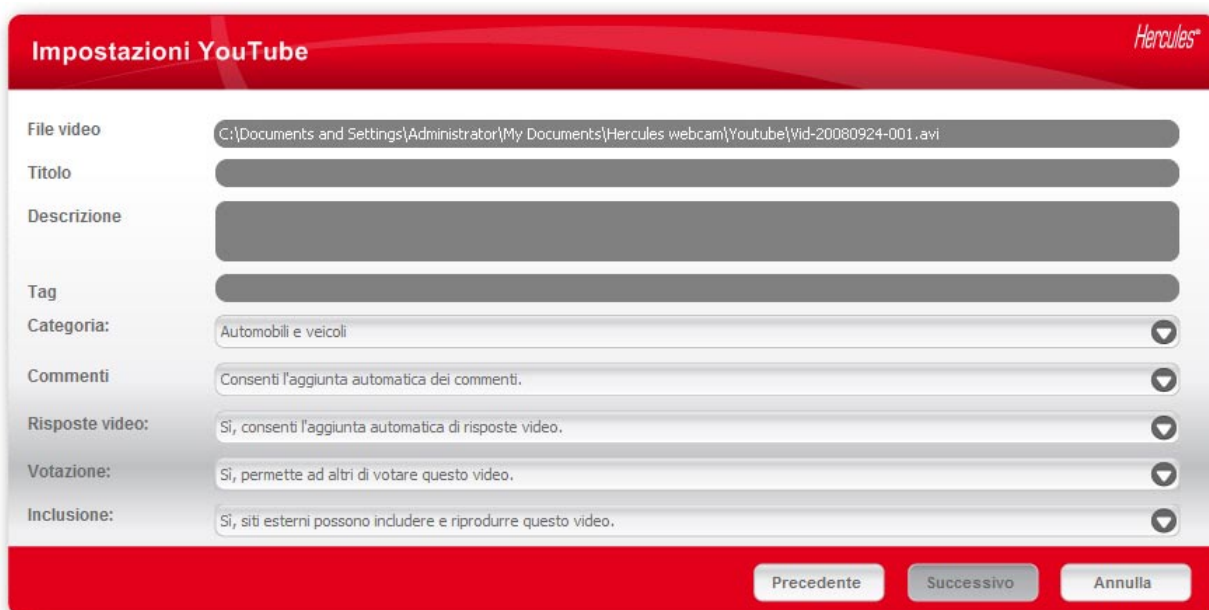 Impostazioni YouTube
Hercules®
File video
C:\Documents and Settings\Administrator\My Documents\Hercules webcam\Youtube\Vid-20080924-001.avi
Titolo
Descrizione
Tag
Categoria:
Automobili e veicoli
Commenti
Consenti l'aggiunta automatica dei commenti.
Risposte video:
Sì, consenti l'aggiunta automatica di risposte video.
Votazione:
Sì, permette ad altri di votare questo video.
Inclusione:
Sì, siti esterni possono includere e riprodurre questo video.
Precedente
Successivo
Annulla